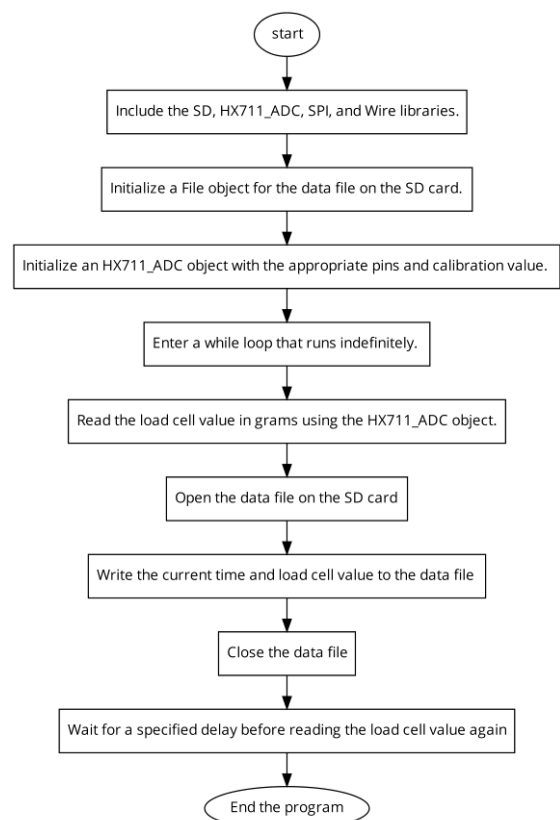 start
Include the SD, HX711_ADC, SPI, and Wire libraries.
Initialize a File object for the data file on the SD card.
Initialize an HX711_ADC object with the appropriate pins and calibration value.
Enter a while loop that runs indefinitely.
Read the load cell value in grams using the HX711_ADC object.
Open the data file on the SD card
Write the current time and load cell value to the data file
Close the data file
Wait for a specified delay before reading the load cell value again
End the program